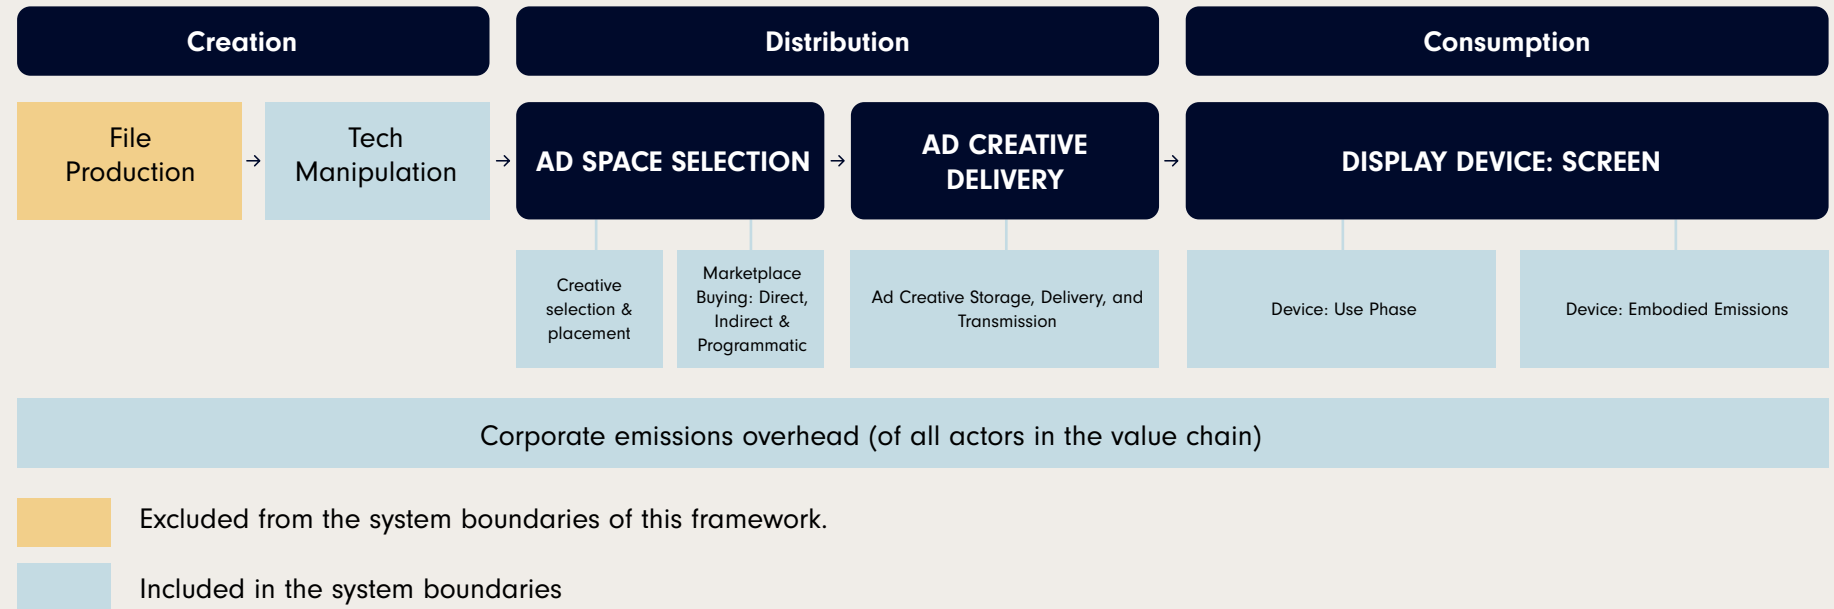 Creation
Distribution
Consumption
File
Production
Tech
Manipulation
AD SPACE SELECTION
AD CREATIVE
DELIVERY
DISPLAY DEVICE: SCREEN
Creative
selection &
placement
Marketplace
Buying: Direct,
Indirect &
Programmatic
Ad Creative Storage, Delivery, and
Transmission
Device: Use Phase
Device: Embodied Emissions
Corporate emissions overhead (of all actors in the value chain)
Excluded from the system boundaries of this framework.
Included in the system boundaries